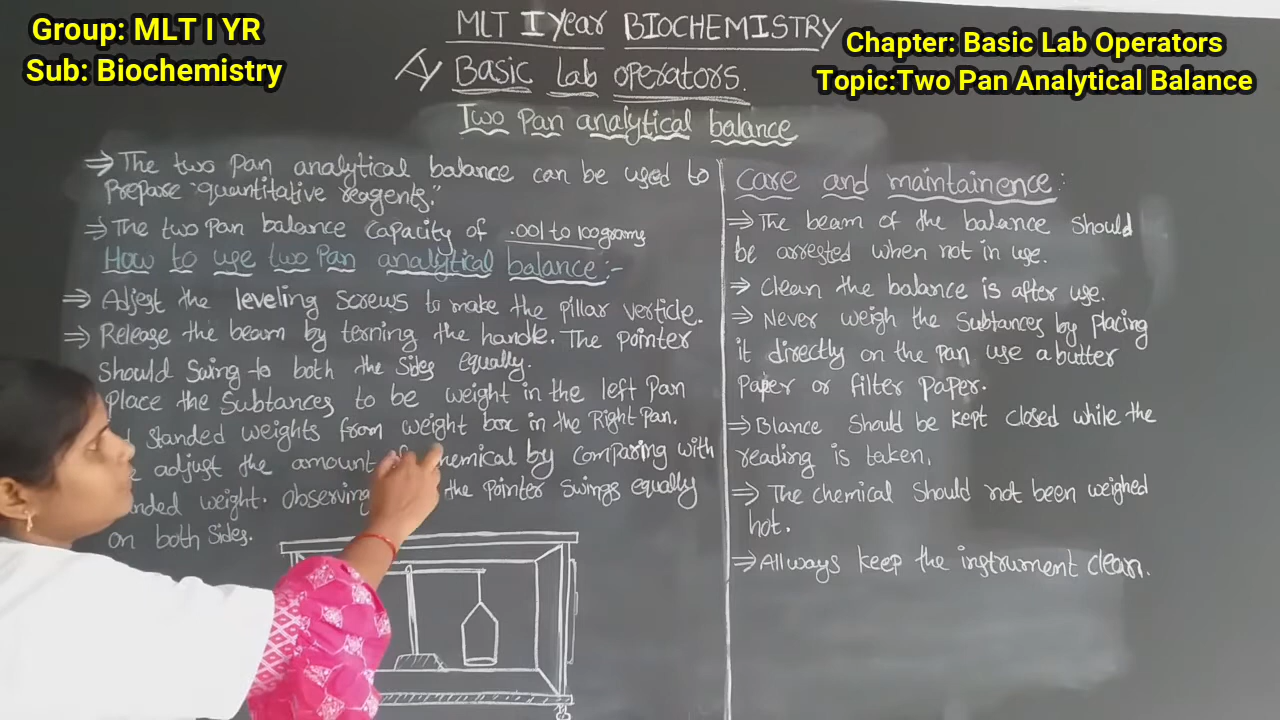 Group: MLT I YR
Sub: Biochemistry
Chapter: Basic Lab Operators
Topic:Two Pan Analytical Balance
MLT I Year BIOCHEMISTRY
A) Basic Lab operators.
Two Pan analytical balance
⇒ The two pan analytical balance can be used to
prepare "quantitative reagents."
⇒ The two pan balance capacity of .001 to 100grams
How to use two Pan analytical balance:-
⇒ Adjest the leveling screws to make the pillar verticle.
⇒ Release the beam by terning the handle. The pointer
should swing to both the sides equally.
Place the Subtances to be weight in the left pan
standed weights from weight box in the Right pan.
adjust the amount chemical by comparing with
weight. observing the pointer swings equally
on both sides.
care and maintainence:
⇒ The beam of the balance should
be arrested when not in use.
⇒ Clean the balance is after use.
⇒ Never weigh the Subtances by placing
it directly on the pan use a butter
paper or filter paper.
⇒ Blance should be kept closed while the
reading is taken.
⇒ The chemical should not been weighed
hot.
⇒ Allways keep the instrument clean.